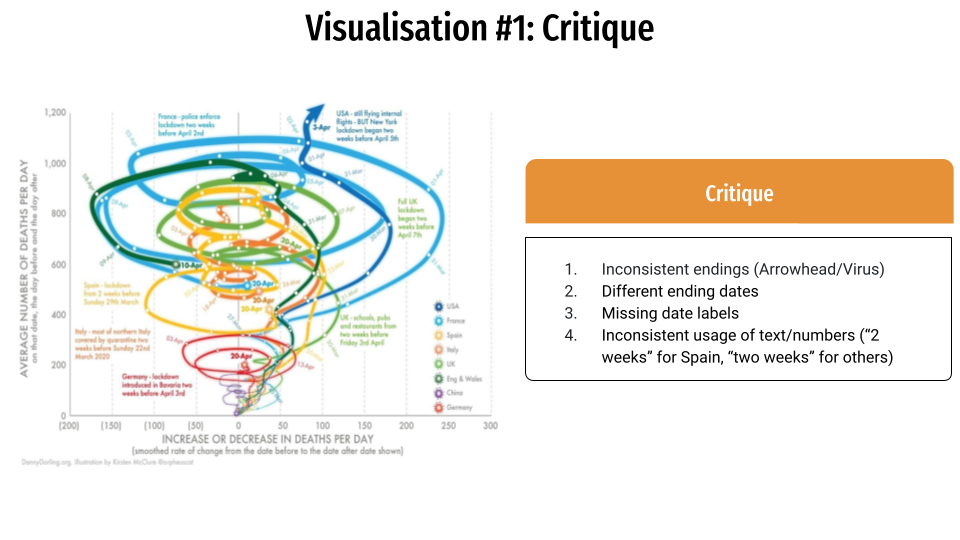 Visualisation #1: Critique
France - police enforce
lockdown two weeks
before April 2nd
USA - still flying internal
flights - BUT New York
lockdown began two
weeks before April 5th
3-Apr
Full UK
lockdown
began two
weeks before
April 7th
Spain - lockdown
from 2 weeks before
Sunday 29th March
Italy - most of northern Italy
covered by quarantine two
weeks before Sunday 22nd
March 2020
Germany - lockdown
introduced in Bavaria two
weeks before April 3rd
UK - schools, pubs
and restaurants from
two weeks before
Friday 3rd April
10-Apr
20-Apr
20-Apr
20-Apr
20-Apr
20-Apr
USA
France
Spain
Italy
UK
Eng & Wales
China
Germany
1,200
1,000
800
600
400
200
0
(200) (150) (100) (50) 0 50 100 150 200 250 300
AVERAGE NUMBER OF DEATHS PER DAY
on that date, the day before and the day after
INCREASE OR DECREASE IN DEATHS PER DAY
(smoothed rate of change from the date before to the date after date shown)
DannyDorling.org, illustration by Kirsten McClure @orpheuscat
Critique
1. Inconsistent endings (Arrowhead/Virus)
2. Different ending dates
3. Missing date labels
4. Inconsistent usage of text/numbers (“2
weeks” for Spain, “two weeks” for others)